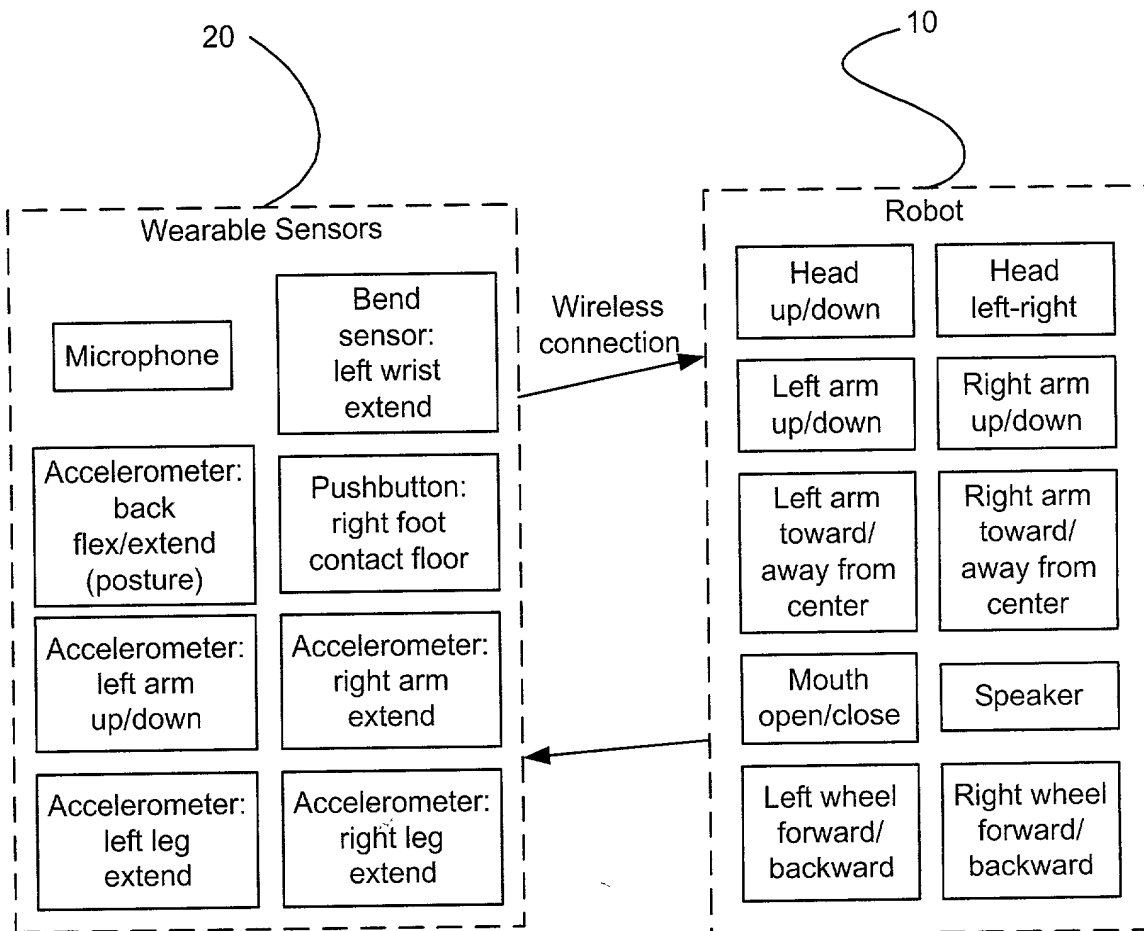 20
10
Wearable Sensors
Microphone
Bend
sensor:
left wrist
extend
Accelerometer:
back
flex/extend
(posture)
Pushbutton:
right foot
contact floor
Accelerometer:
left arm
up/down
Accelerometer:
right arm
extend
Accelerometer:
left leg
extend
Accelerometer:
right leg
extend
Wireless
connection
Robot
Head
up/down
Head
left-right
Left arm
up/down
Right arm
up/down
Left arm
toward/
away from
center
Right arm
toward/
away from
center
Mouth
open/close
Speaker
Left wheel
forward/
backward
Right wheel
forward/
backward